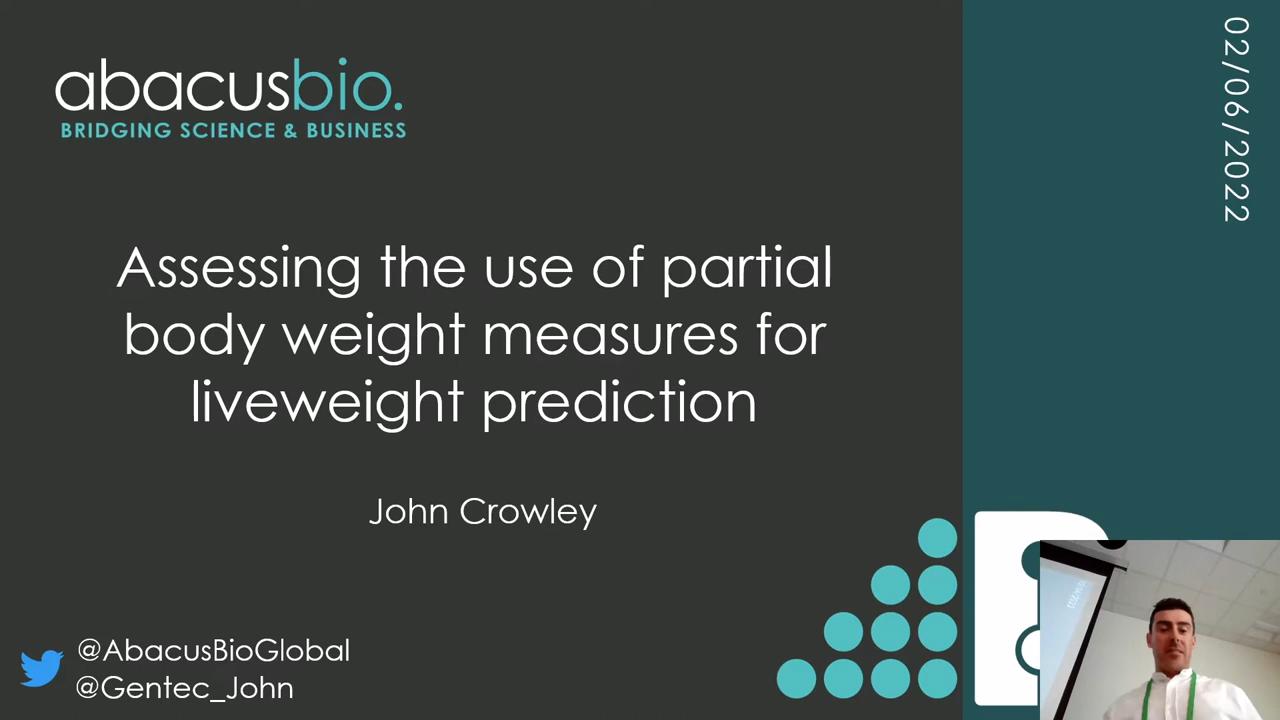 abacusbio.
BRIDGING SCIENCE & BUSINESS
02/06/2022
Assessing the use of partial
body weight measures for
liveweight prediction
John Crowley
@AbacusBioGlobal
@Gentec_John